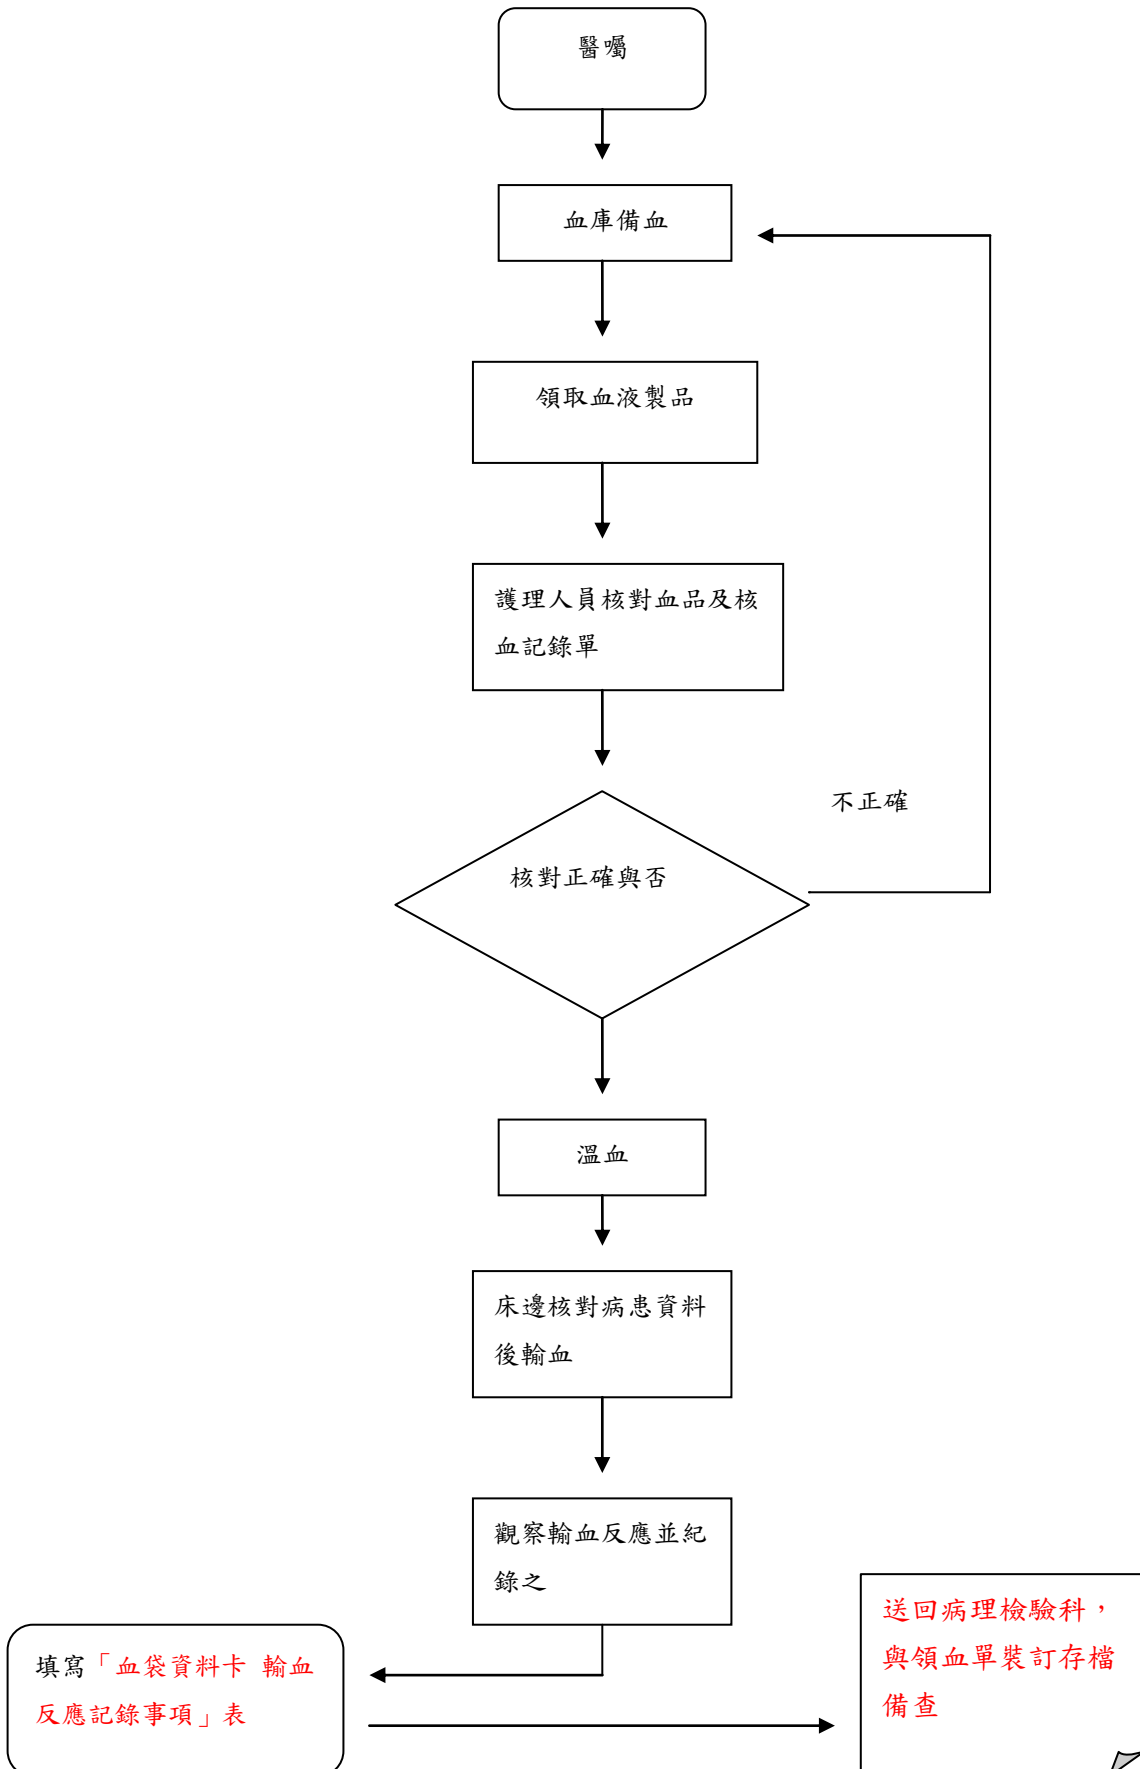 醫囑
血庫備血
領取血液製品
護理人員核對血品及核
血記錄單
不正確
核對正確與否
溫血
床邊核對病患資料
後輸血
觀察輸血反應並紀
錄之
填寫「血袋資料卡 輸血
反應記錄事項」表
送回病理檢驗科，
與領血單裝訂存檔
備查